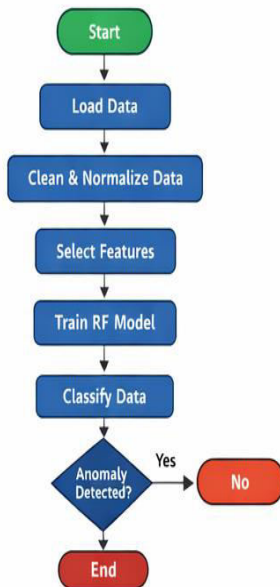 Start
Load Data
Clean & Normalize Data
Select Features
Train RF Model
Classify Data
Anomaly
Detected?
Yes
No
End